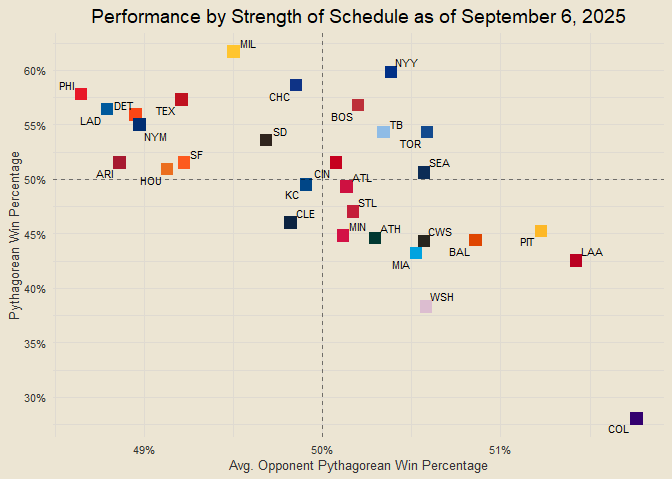 Performance by Strength of Schedule as of September 6, 2025
Pythagorean Win Percentage
60%
55%
50%
45%
40%
35%
30%
MIL
NYY
PHI
CHC
DET
TEX
LAD
BOS
TB
NYM
SD
TOR
SF
ARI
HOU
CIN
SEA
ATL
KC
STL
CLE
MIN
ATH
CWS
PIT
BAL
LAA
MIA
WSH
COL
49%
50%
51%
Avg. Opponent Pythagorean Win Percentage